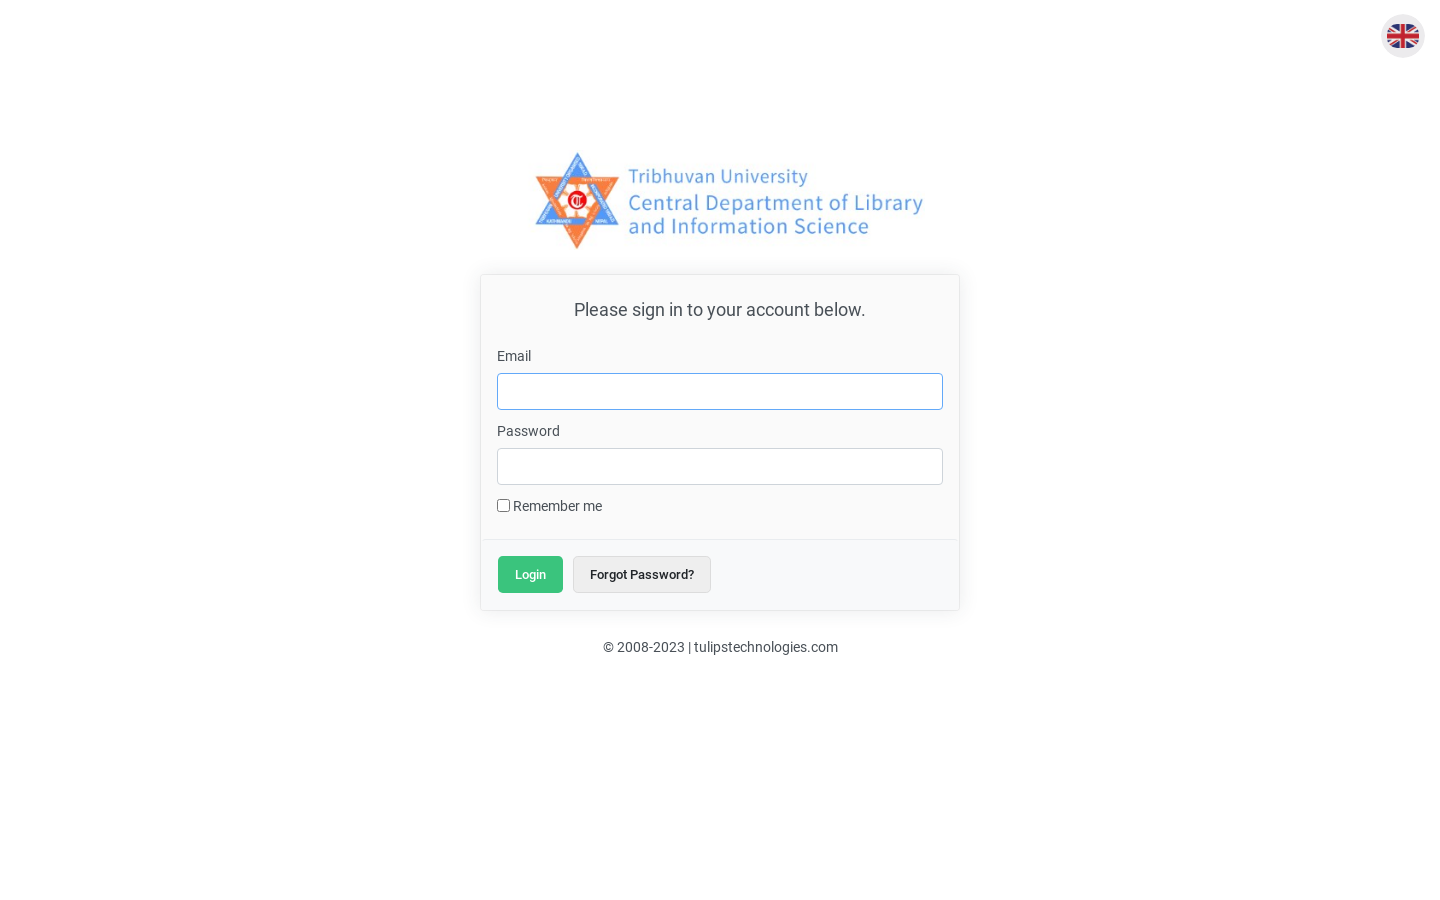 Tribhuvan University
Central Department of Library
and Information Science
Please sign in to your account below.
Email
Password
Remember me
Login
Forgot Password?
© 2008-2023 | tulipstechnologies.com